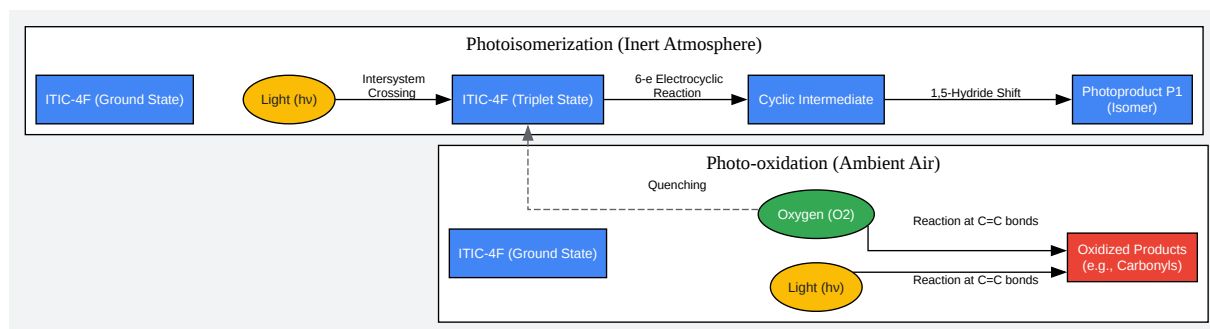 Photoisomerization (Inert Atmosphere)
ITIC-4F (Ground State)
Light (hν)
Intersystem
Crossing
ITIC-4F (Triplet State)
6-e Electrocyclic
Reaction
Cyclic Intermediate
1,5-Hydride Shift
Photoproduct P1
(Isomer)
Photo-oxidation (Ambient Air)
Quenching
Oxygen (O2)
Reaction at C=C bonds
ITIC-4F (Ground State)
Oxidized Products
(e.g., Carbonyls)
Light (hν)
Reaction at C=C bonds